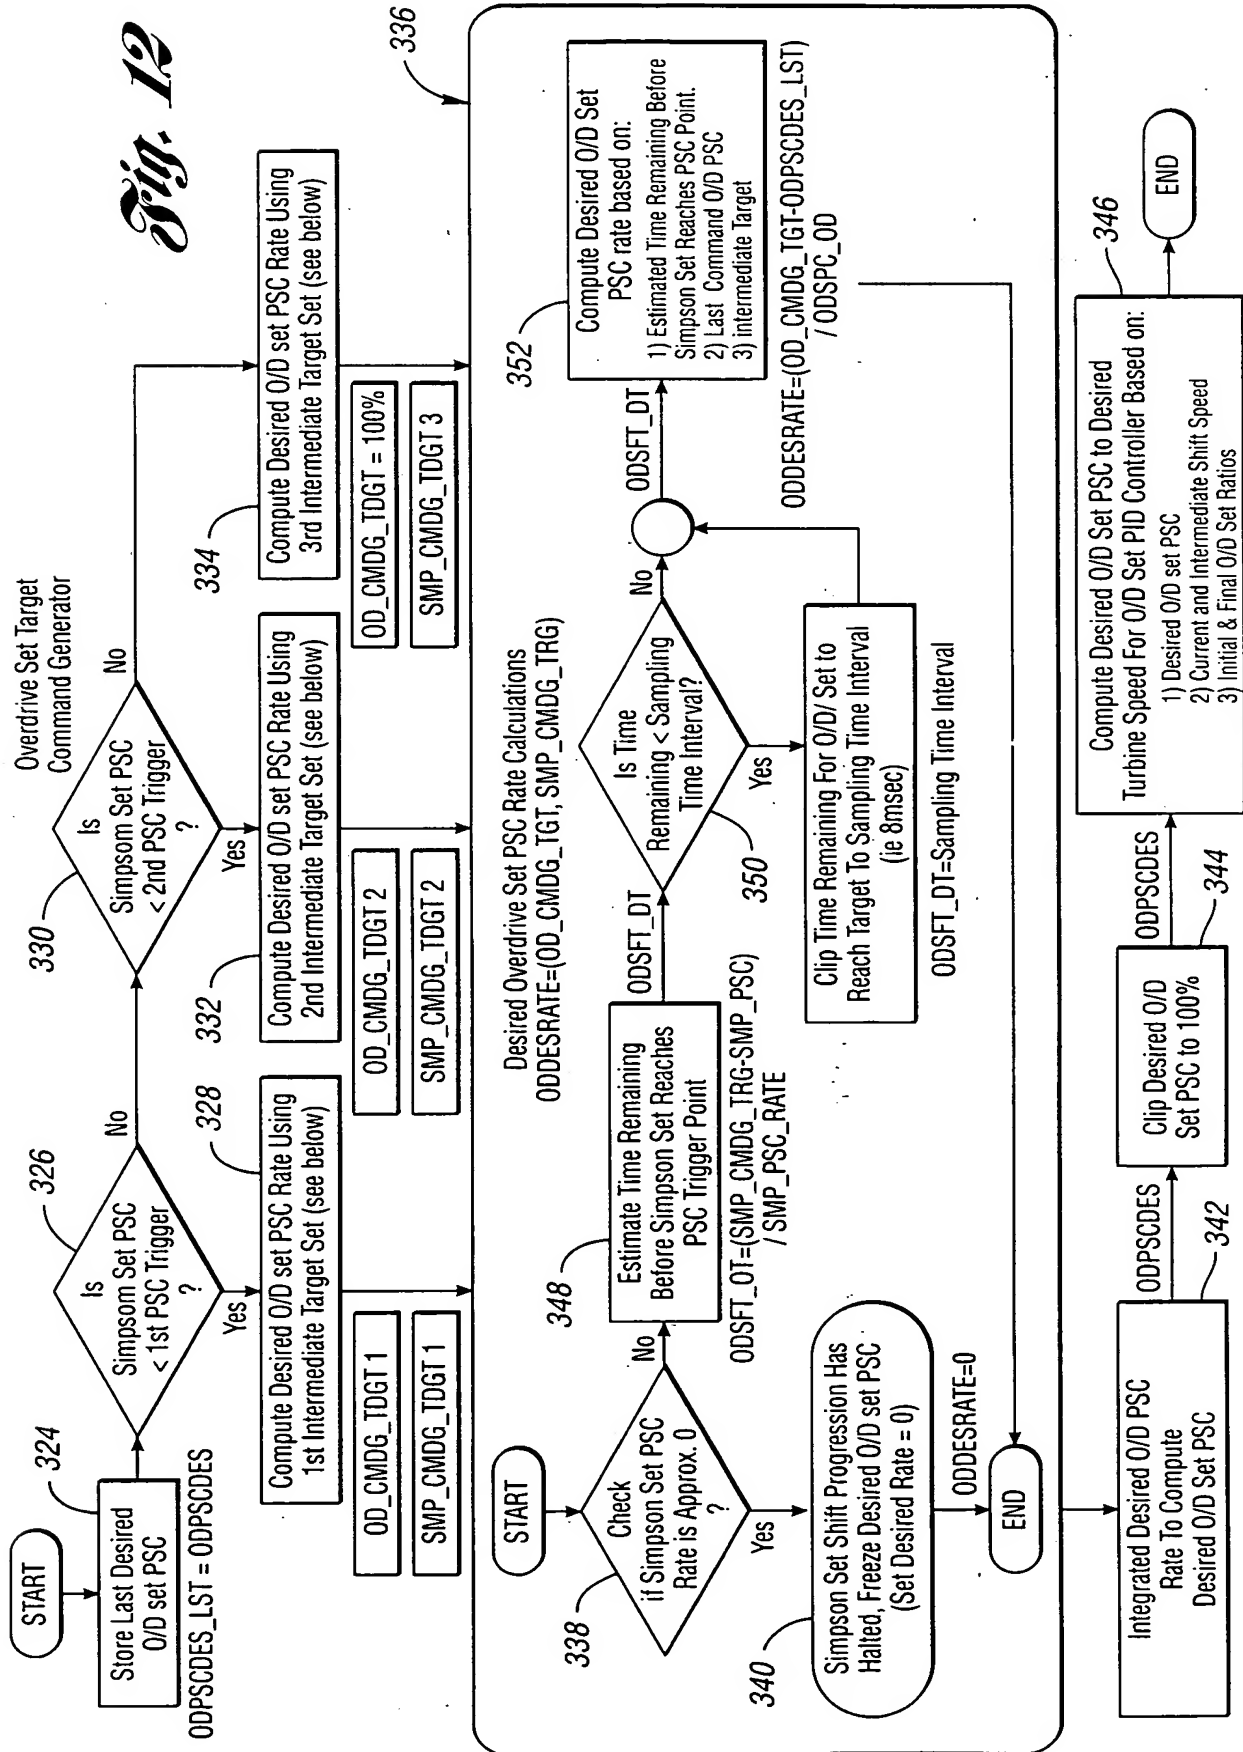 Fig. 12
Overdrive Set Target
Command Generator
START
324
Store Last Desired
O/D set PSC
ODPSCDES_LST = ODPSCDES
326
Is
Simpsom Set PSC
< 1st PSC Trigger
?
No
Yes
328
Compute Desired O/D set PSC Rate Using
1st Intermediate Target Set (see below)
OD_CMDG_TDGT 1
SMP_CMDG_TDGT 1
330
Is
Simpsom Set PSC
< 2nd PSC Trigger
?
No
Yes
332
Compute Desired O/D set PSC Rate Using
2nd Intermediate Target Set (see below)
OD_CMDG_TDGT 2
SMP_CMDG_TDGT 2
334
Compute Desired O/D set PSC Rate Using
3rd Intermediate Target Set (see below)
OD_CMDG_TDGT = 100%
SMP_CMDG_TDGT 3
336
Desired Overdrive Set PSC Rate Calculations
ODDESRATE=(OD_CMDG_TGT, SMP_CMDG_TRG)
START
338
Check
if Simpson Set PSC
Rate is Approx. 0
?
No
Yes
340
Simpson Set Shift Progression Has
Halted, Freeze Desired O/D set PSC
(Set Desired Rate = 0)
ODDESRATE=0
END
348
Estimate Time Remaining
Before Simpson Set Reaches
PSC Trigger Point
ODSFT_OT=(SMP_CMDG_TRG-SMP_PSC)
/ SMP_PSC_RATE
ODSFT_DT
350
Is Time
Remaining < Sampling
Time Interval?
No
Yes
Clip Time Remaining For O/D/ Set to
Reach Target To Sampling Time Interval
(ie 8msec)
ODSFT_DT=Sampling Time Interval
ODSFT_DT
352
Compute Desired O/D Set
PSC rate based on:
1) Estimated Time Remaining Before
Simpson Set Reaches PSC Point.
2) Last Command O/D PSC
3) intermediate Target
ODDESRATE=(OD_CMDG_TGT-ODPSCDES_LST)
/ ODSPC_OD
Integrated Desired O/D PSC
Rate To Compute
Desired O/D Set PSC
342
ODPSCDES
Clip Desired O/D
Set PSC to 100%
344
ODPSCDES
346
Compute Desired O/D Set PSC to Desired
Turbine Speed For O/D Set PID Controller Based on:
1) Desired O/D set PSC
2) Current and Intermediate Shift Speed
3) Initial & Final O/D Set Ratios
END